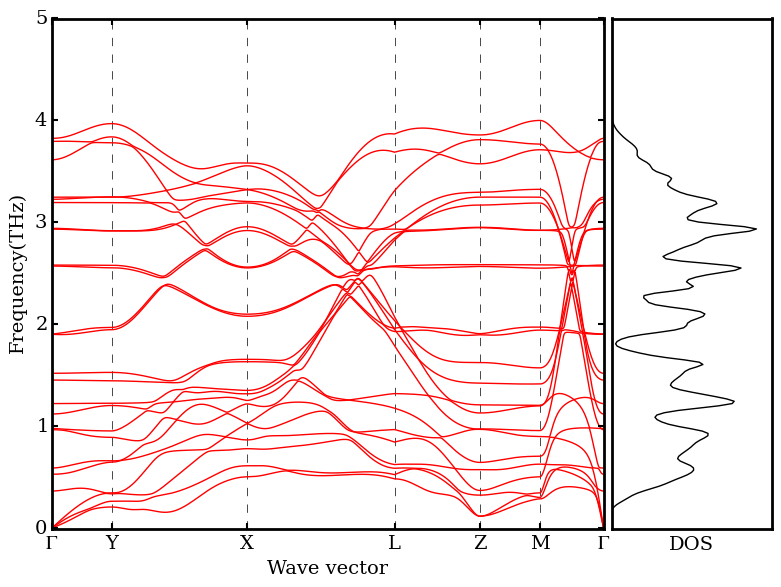 5
4
3
2
1
0
Frequency(THz)
Γ Y X L Z M Γ
Wave vector
DOS